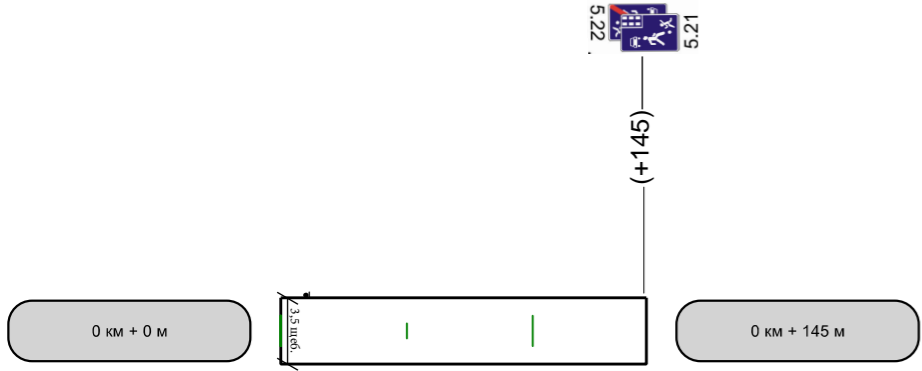 5.22
5.21
(+145)
0 км + 0 м
3,5 щеб.
0 км + 145 м